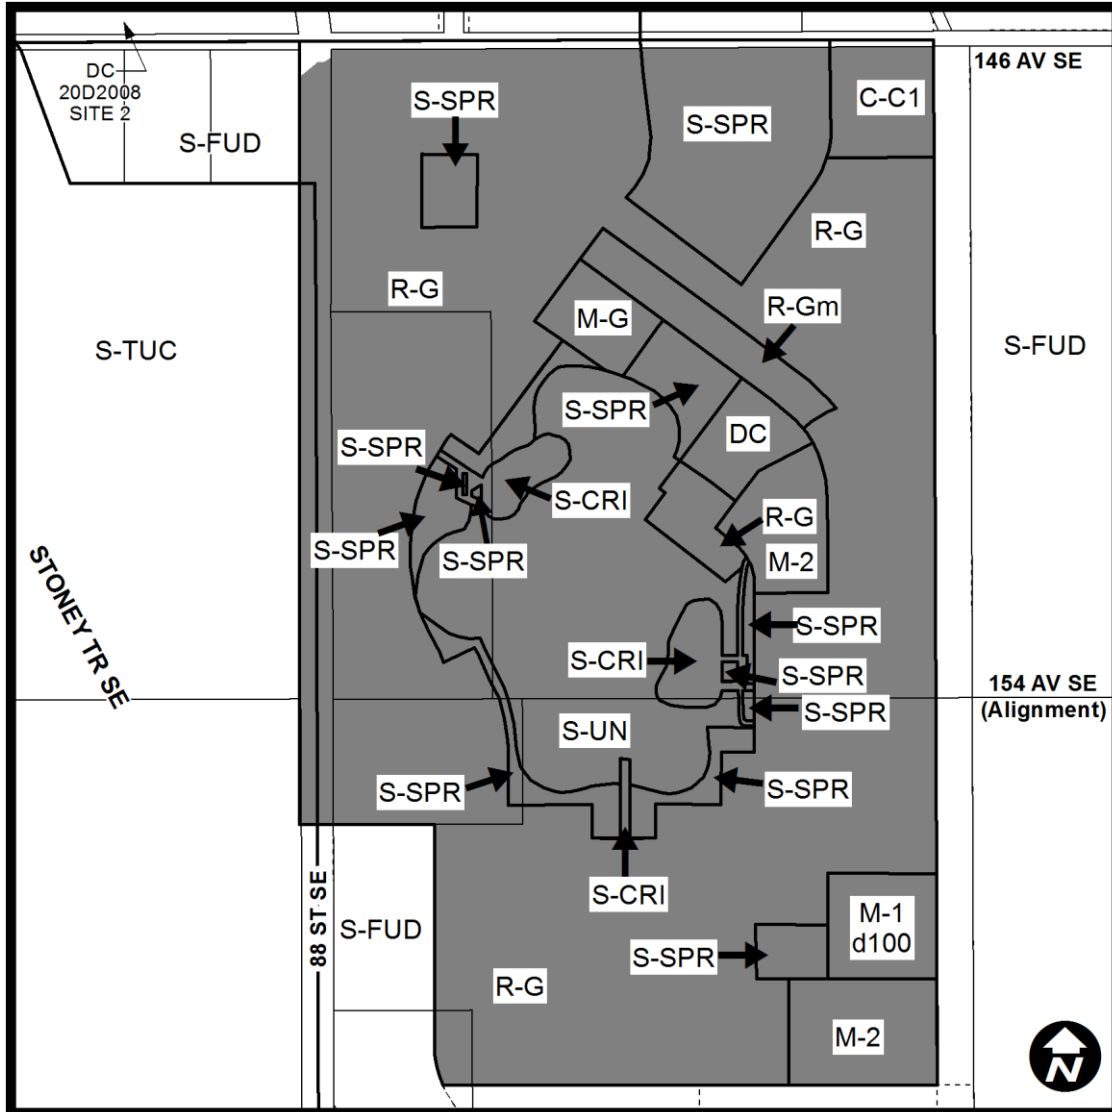 146 AV SE
DC
20D2008
SITE 2
S-FUD
S-SPR
S-SPR
C-C1
R-G
R-G
M-G
R-Gm
S-TUC
S-FUD
S-SPR
DC
S-SPR
S-CRI
R-G
S-SPR
S-SPR
M-2
STONEY TR SE
S-SPR
S-CRI
S-SPR
154 AV SE
(Alignment)
S-SPR
S-UN
S-SPR
S-SPR
S-CRI
88 ST SE
S-FUD
M-1
d100
S-SPR
R-G
M-2
N